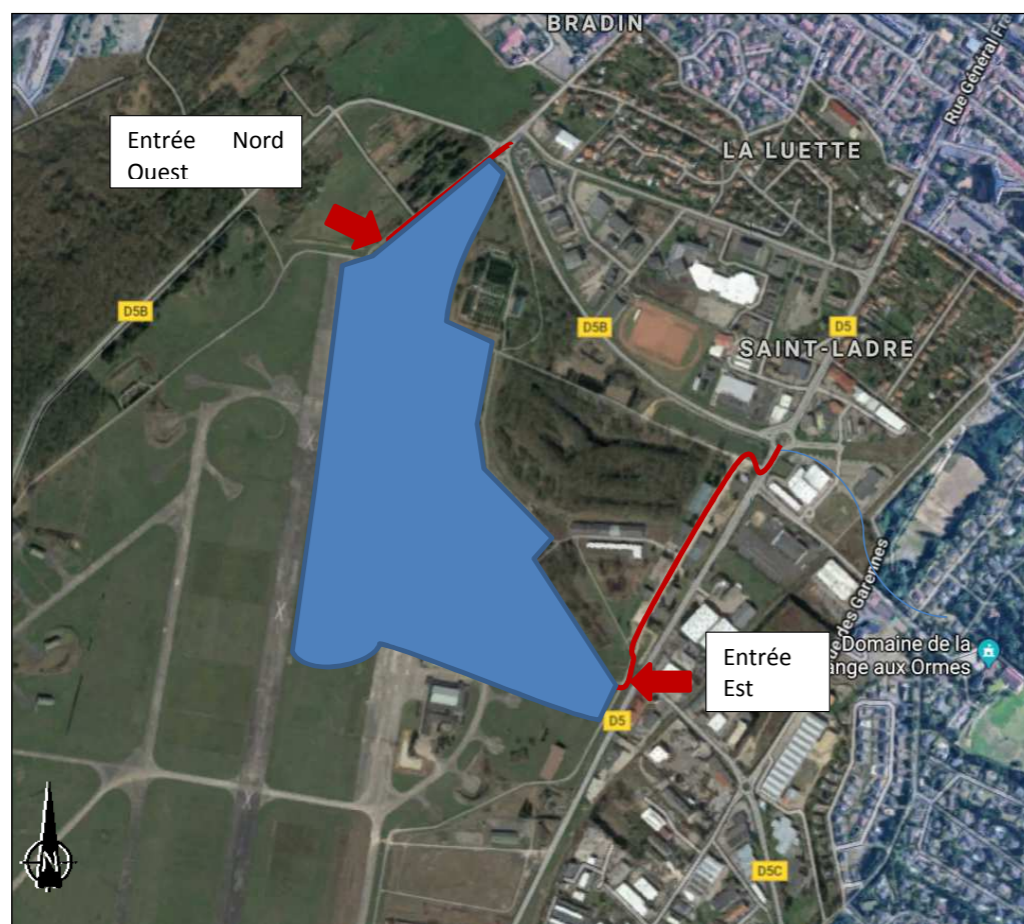 BRADIN
Rue Général
Entrée Nord
Ouest
LA LUETTE
D5B
D5B
D5
SAINT-LADRE
des Garennes
Domaine de la
ange aux Ormes
Entrée
Est
D5
D5C
N